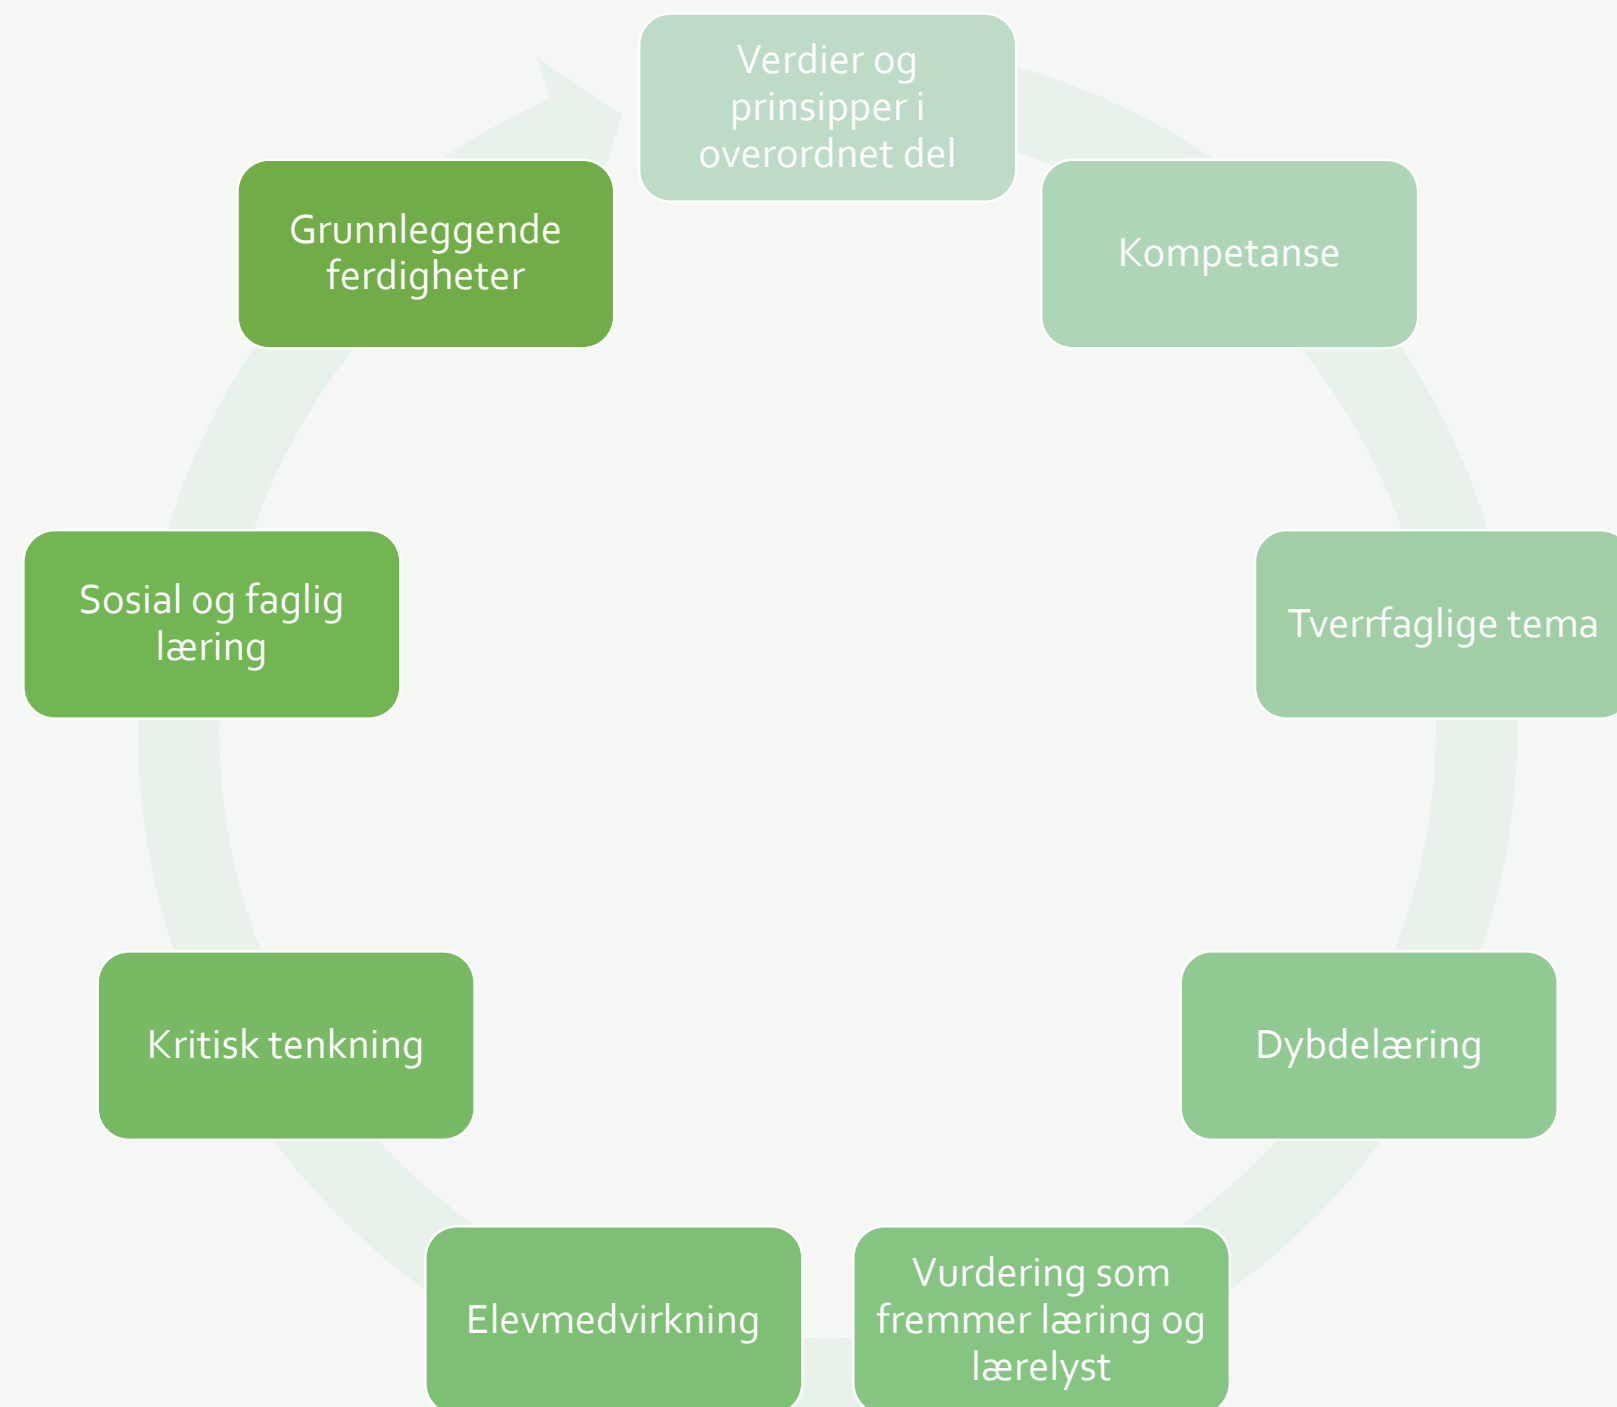 Verdier og
prinsipper i
overordnet del
Kompetanse
Tverrfaglige tema
Dybdelæring
Vurdering som
fremmer læring og
lærelyst
Elevmedvirkning
Kritisk tenkning
Sosial og faglig
læring
Grunnleggende
ferdigheter